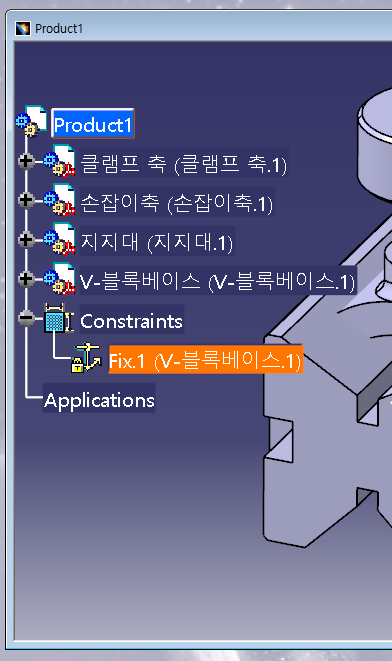 Product1
Product1
클램프 축 (클램프 축.1)
손잡이축 (손잡이축.1)
지지대 (지지대.1)
V-블록베이스 (V-블록베이스.1)
Constraints
Fix.1 (V-블록베이스.1)
Applications